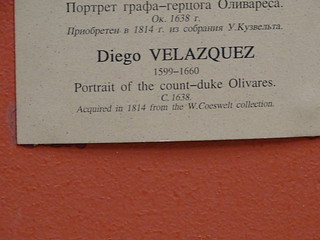 Портрет графа-герцога Оливареса.
Ок. 1638 г.
Приобретен в 1814 г. из собрания У.Кузвельта.
Diego VELAZQUEZ
1599-1660
Portrait of the count-duke Olivares.
C.1638.
Acquired in 1814 from the W.Coeswelt collection.